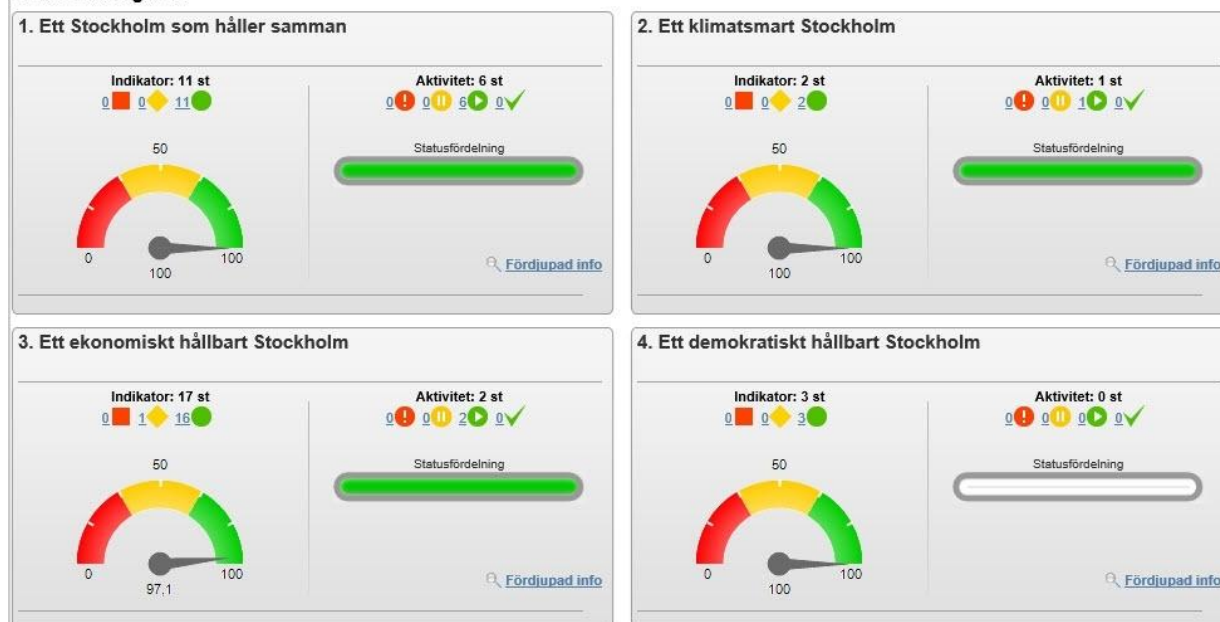 1. Ett Stockholm som håller samman
Indikator: 11 st
0 0 11
50
0 100
100
Aktivitet: 6 st
0 0 6 0
Statusfördelning
Fördjupad info
2. Ett klimatsmart Stockholm
Indikator: 2 st
0 0 2
50
0 100
100
Aktivitet: 1 st
0 0 1 0
Statusfördelning
Fördjupad info
3. Ett ekonomiskt hållbart Stockholm
Indikator: 17 st
0 1 16
50
0 100
97,1
Aktivitet: 2 st
0 0 2 0
Statusfördelning
Fördjupad info
4. Ett demokratiskt hållbart Stockholm
Indikator: 3 st
0 0 3
50
0 100
100
Aktivitet: 0 st
0 0 0 0
Statusfördelning
Fördjupad info